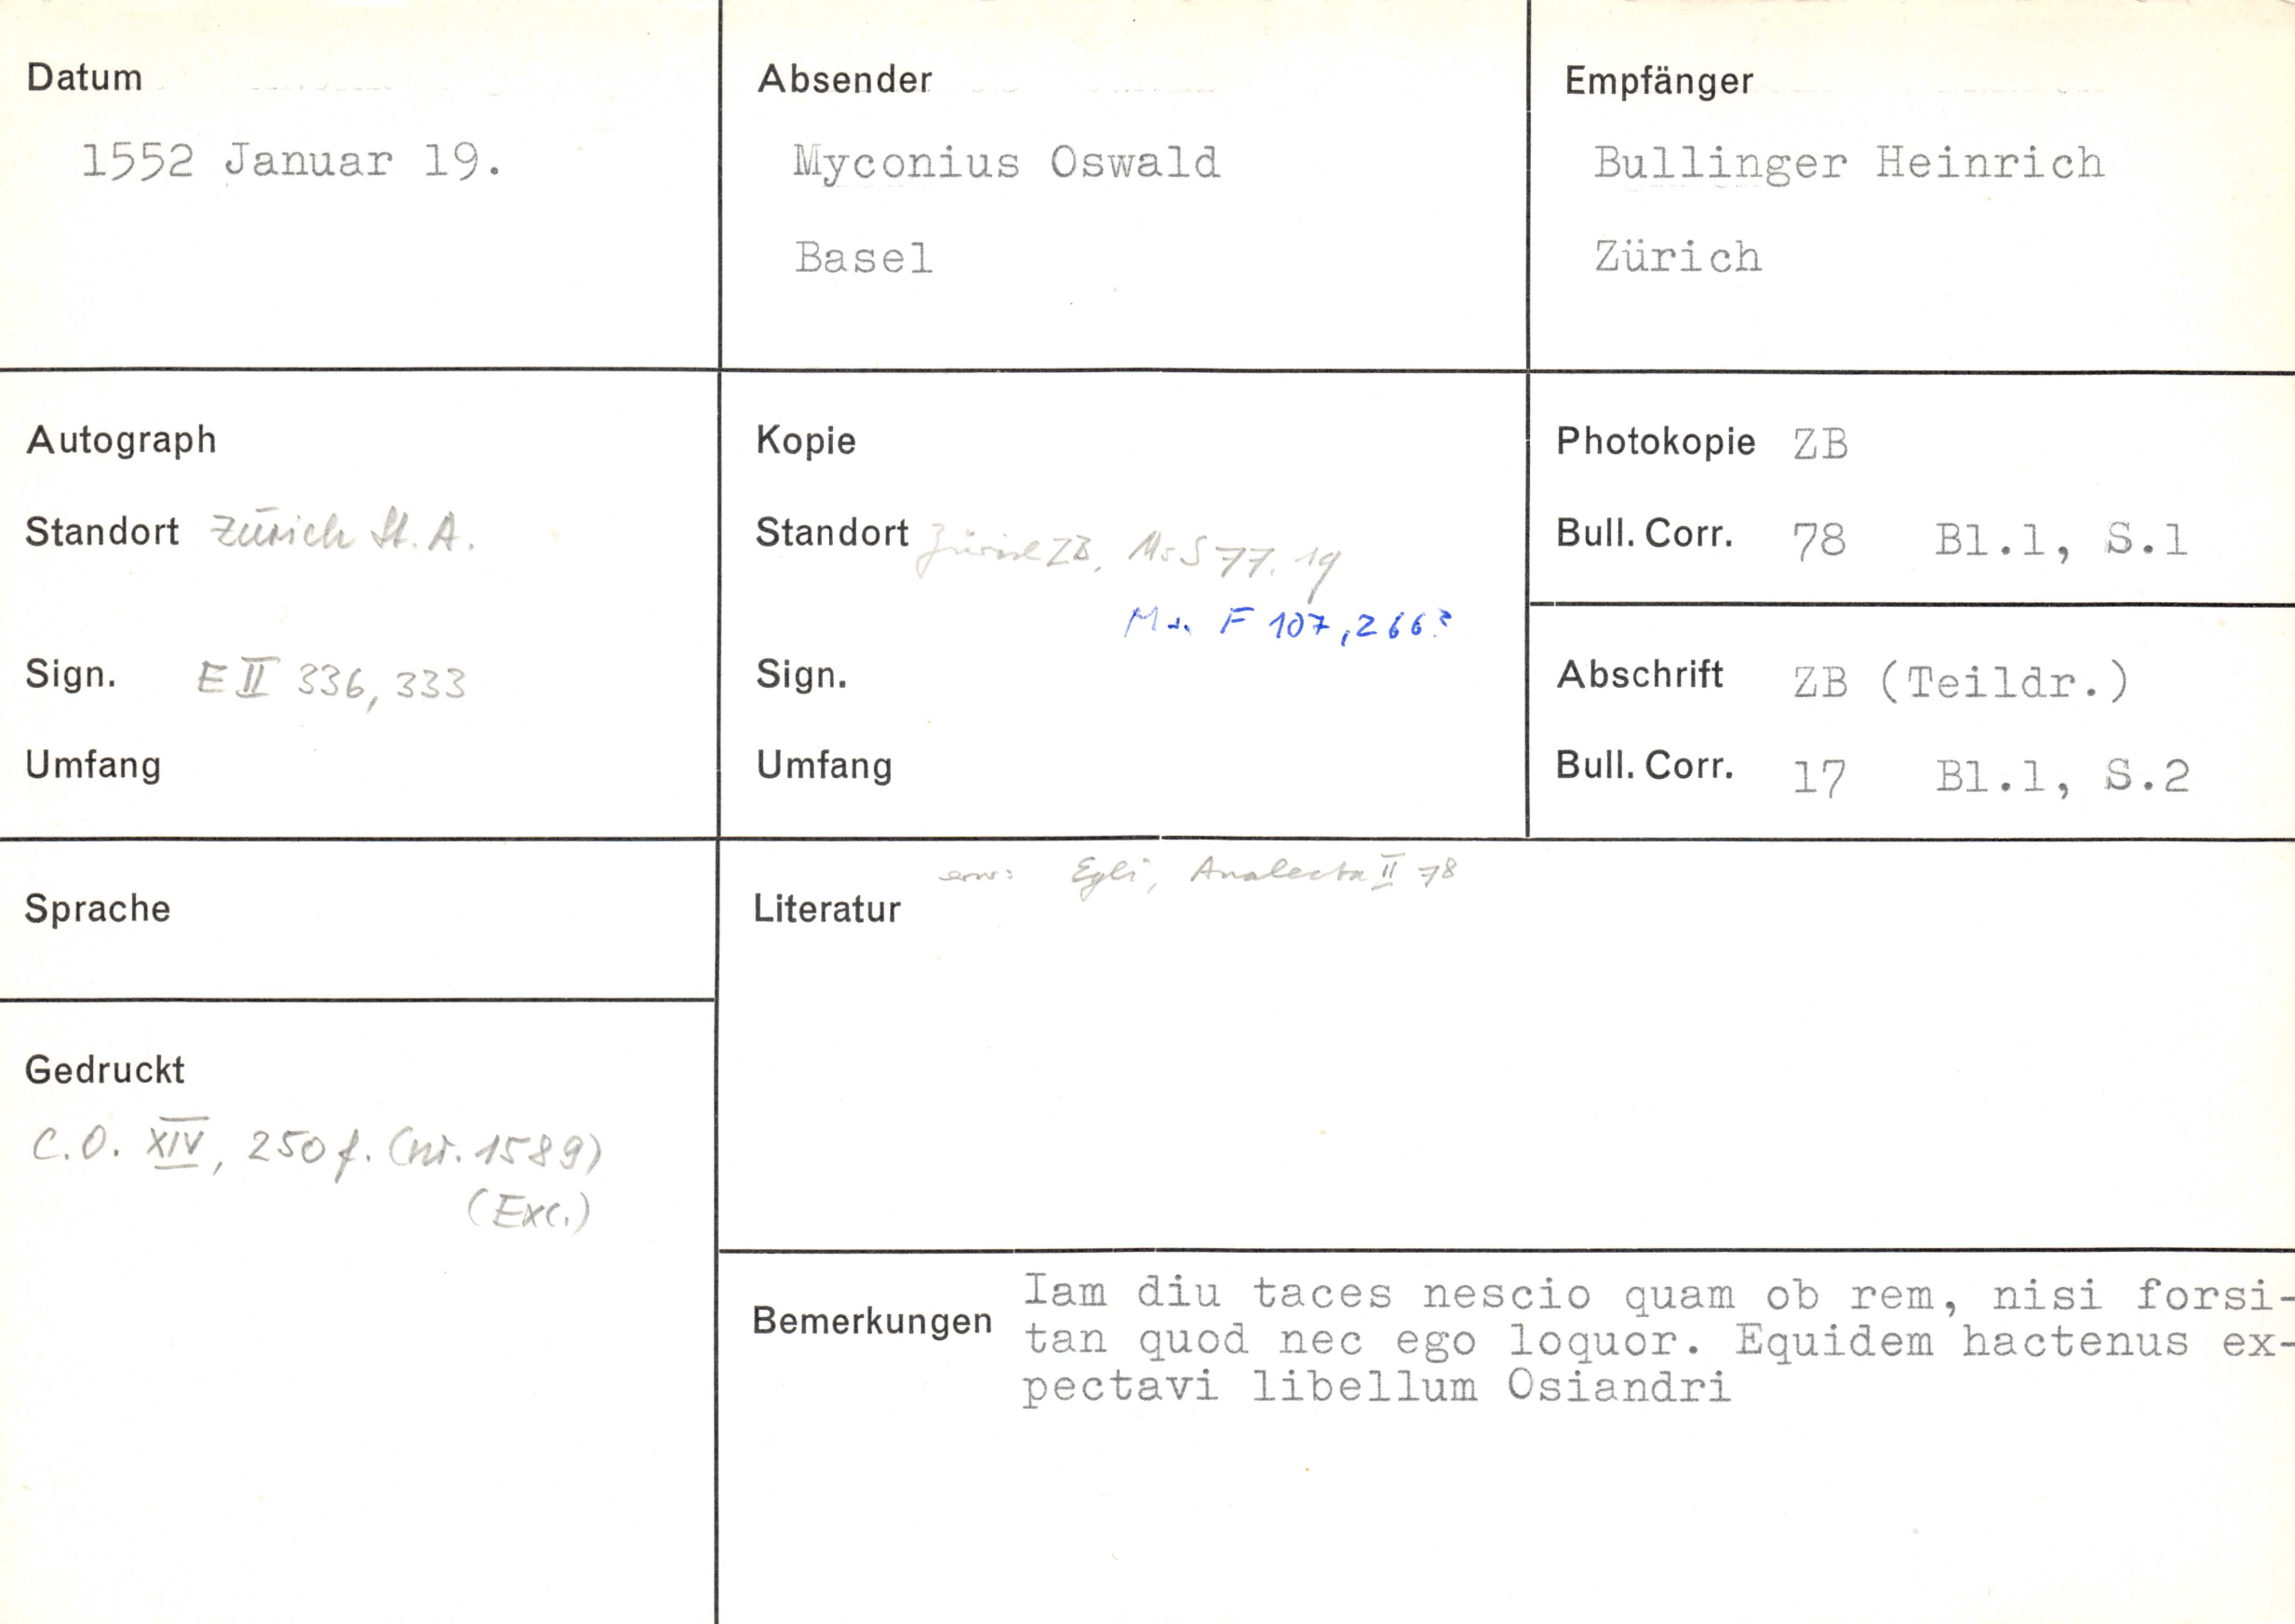 Datum
1552 Januar 19.
Absender
Myconius Oswald
Basel
Empfänger
Bullinger Heinrich
Zürich
Autograph
Standort Zürich St. A.
Sign. E II 336, 333
Umfang
Kopie
Standort Zürich ZB, Ms S 77. 19
Ms. F 107, 266?
Sign.
Umfang
Photokopie ZB
Bull. Corr. 78 Bl.1, S.1
Abschrift ZB (Teildr.)
Bull. Corr. 17 Bl.1, S.2
Sprache
Gedruckt
C.O. XIV, 250 f. (nr. 1589)
(Exc.)
erw: Egli, Analecta II 78
Literatur
Bemerkungen
Iam diu taces nescio quam ob rem, nisi forsi-
tan quod nec ego loquor. Equidem hactenus ex-
pectavi libellum Osiandri